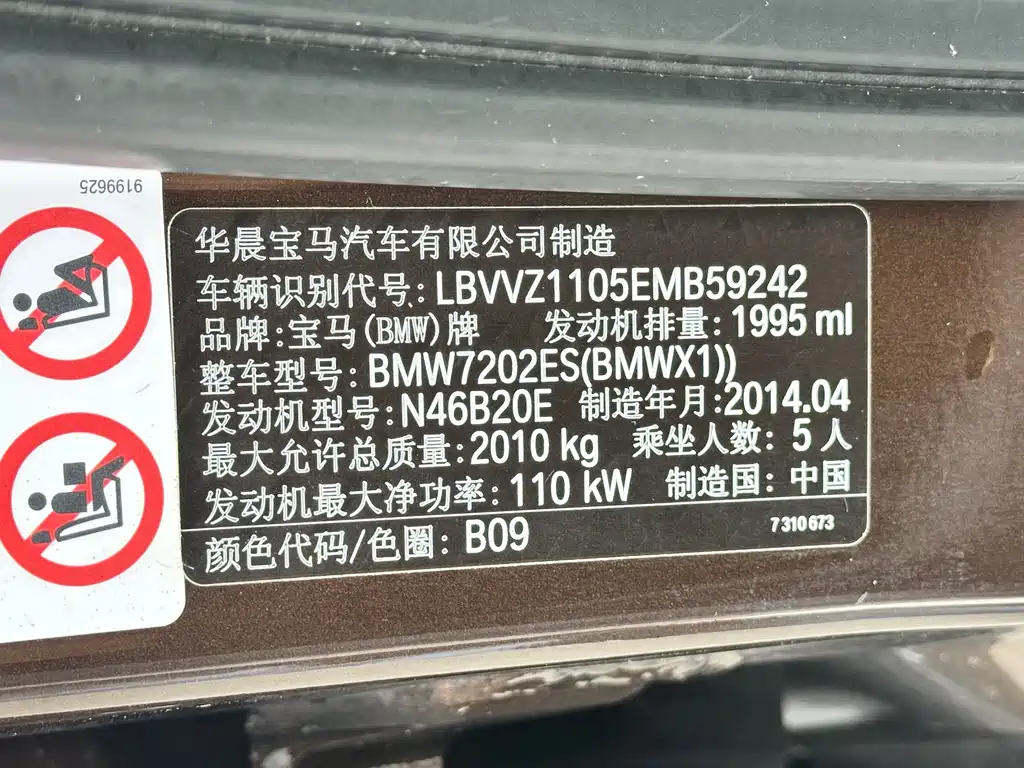 9199625
华晨宝马汽车有限公司制造
车辆识别代号:LBVVZ1105EMB59242
品牌:宝马(BMW)牌 发动机排量:1995 ml
整车型号:BMW7202ES(BMWX1))
发动机型号:N46B20E 制造年月:2014.04
最大允许总质量:2010 kg 乘坐人数:5人
发动机最大净功率:110 kW 制造国:中国
颜色代码/色圈:B09 7310673